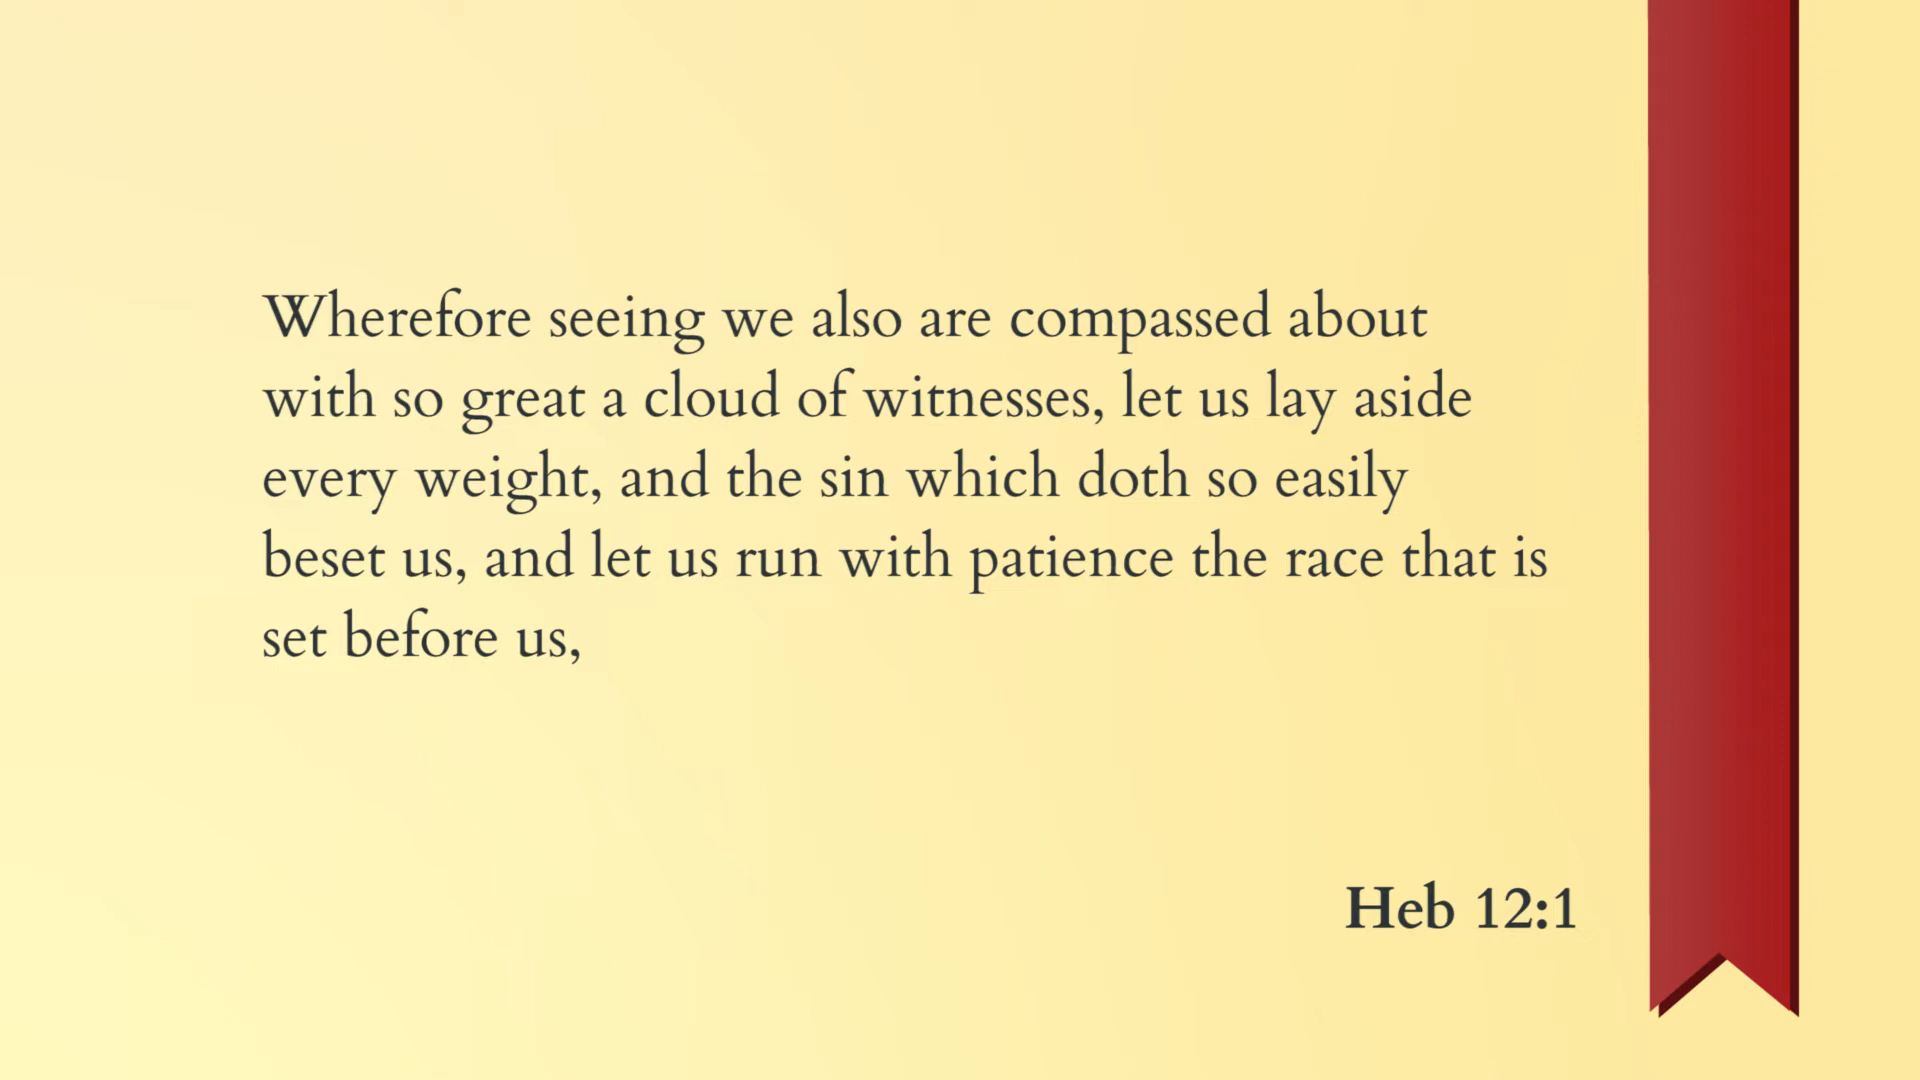 Wherefore seeing we also are compassed about
with so great a cloud of witnesses, let us lay aside
every weight, and the sin which doth so easily
beset us, and let us run with patience the race that is
set before us,
Heb 12:1